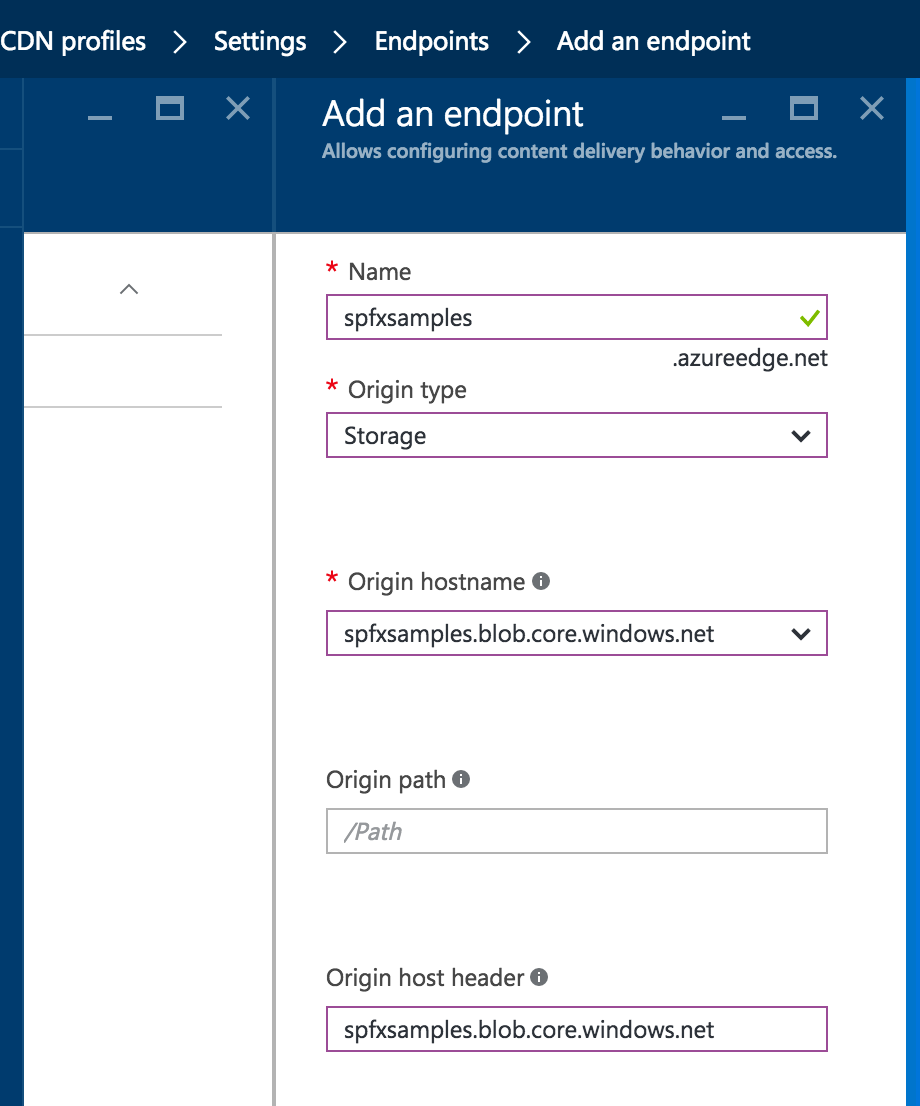 CDN profiles > Settings > Endpoints > Add an endpoint
Add an endpoint
Allows configuring content delivery behavior and access.
* Name
spfxsamples
.azureedge.net
* Origin type
Storage
* Origin hostname
spfxsamples.blob.core.windows.net
Origin path
/Path
Origin host header
spfxsamples.blob.core.windows.net